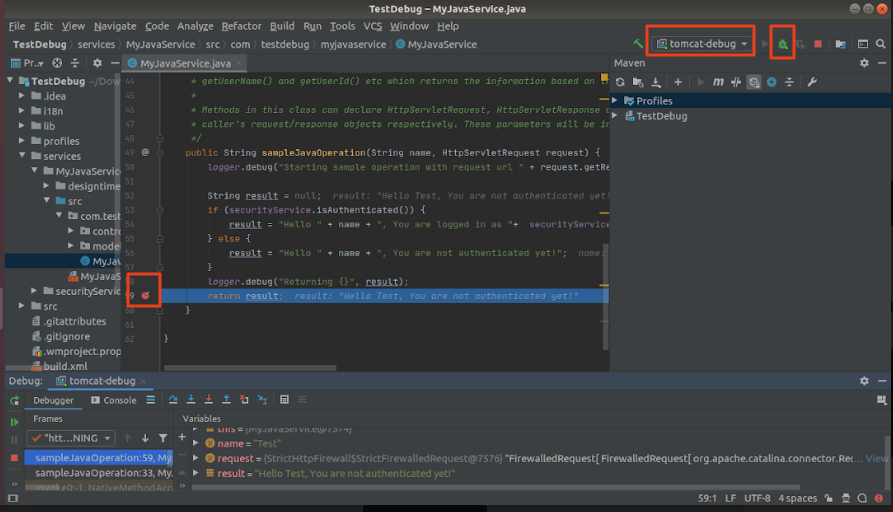 TestDebug – MyJavaService.java
File Edit View Navigate Code Analyze Refactor Build Run Tools VCS Window Help
TestDebug services MyJavaService src com testdebug myjavaservice MyJavaService
tomcat-debug
Pr...
MyJavaService.java
Maven
TestDebug ~/Dow
.idea
i18n
lib
profiles
services
MyJavaService
designtime
src
com.test
contro
mode
MyJav
MyJavaS
securityServic
src
.gitattributes
.gitignore
.wmproject.prop
build.xml
44 * getUserName() and getUserId() etc which returns the information based on
*
* Methods in this class can declare HttpServletRequest, HttpServletResponse
* caller's request/response objects respectively. These parameters will be in
48 */
49 @ public String sampleJavaOperation(String name, HttpServletRequest request) {
50 logger.debug("Starting sample operation with request url " + request.getRe
52 String result = null; result: "Hello Test, You are not authenticated yet!
53 if (securityService.isAuthenticated()) {
54 result = "Hello " + name + ", You are logged in as "+ securityService
55 } else {
56 result = "Hello " + name + ", You are not authenticated yet!"; name:
57 }
logger.debug("Returning {}", result);
59 return result; result: "Hello Test, You are not authenticated yet!"
60 }
}
Profiles
TestDebug
Debug: tomcat-debug
Debugger Console
Frames
Variables
"htt...NING"
sampleJavaOperation:59, My.
sampleJavaOperation:33, My.
invoke0:-1, NativeMethodAcc
this = {MyJavaService@7574}
name = "Test"
request = {StrictHttpFirewall$StrictFirewalledRequest@7576} "FirewalledRequest[ FirewalledRequest[ org.apache.catalina.connector.Rec... View
result = "Hello Test, You are not authenticated yet!"
59:1 LF UTF-8 4 spaces